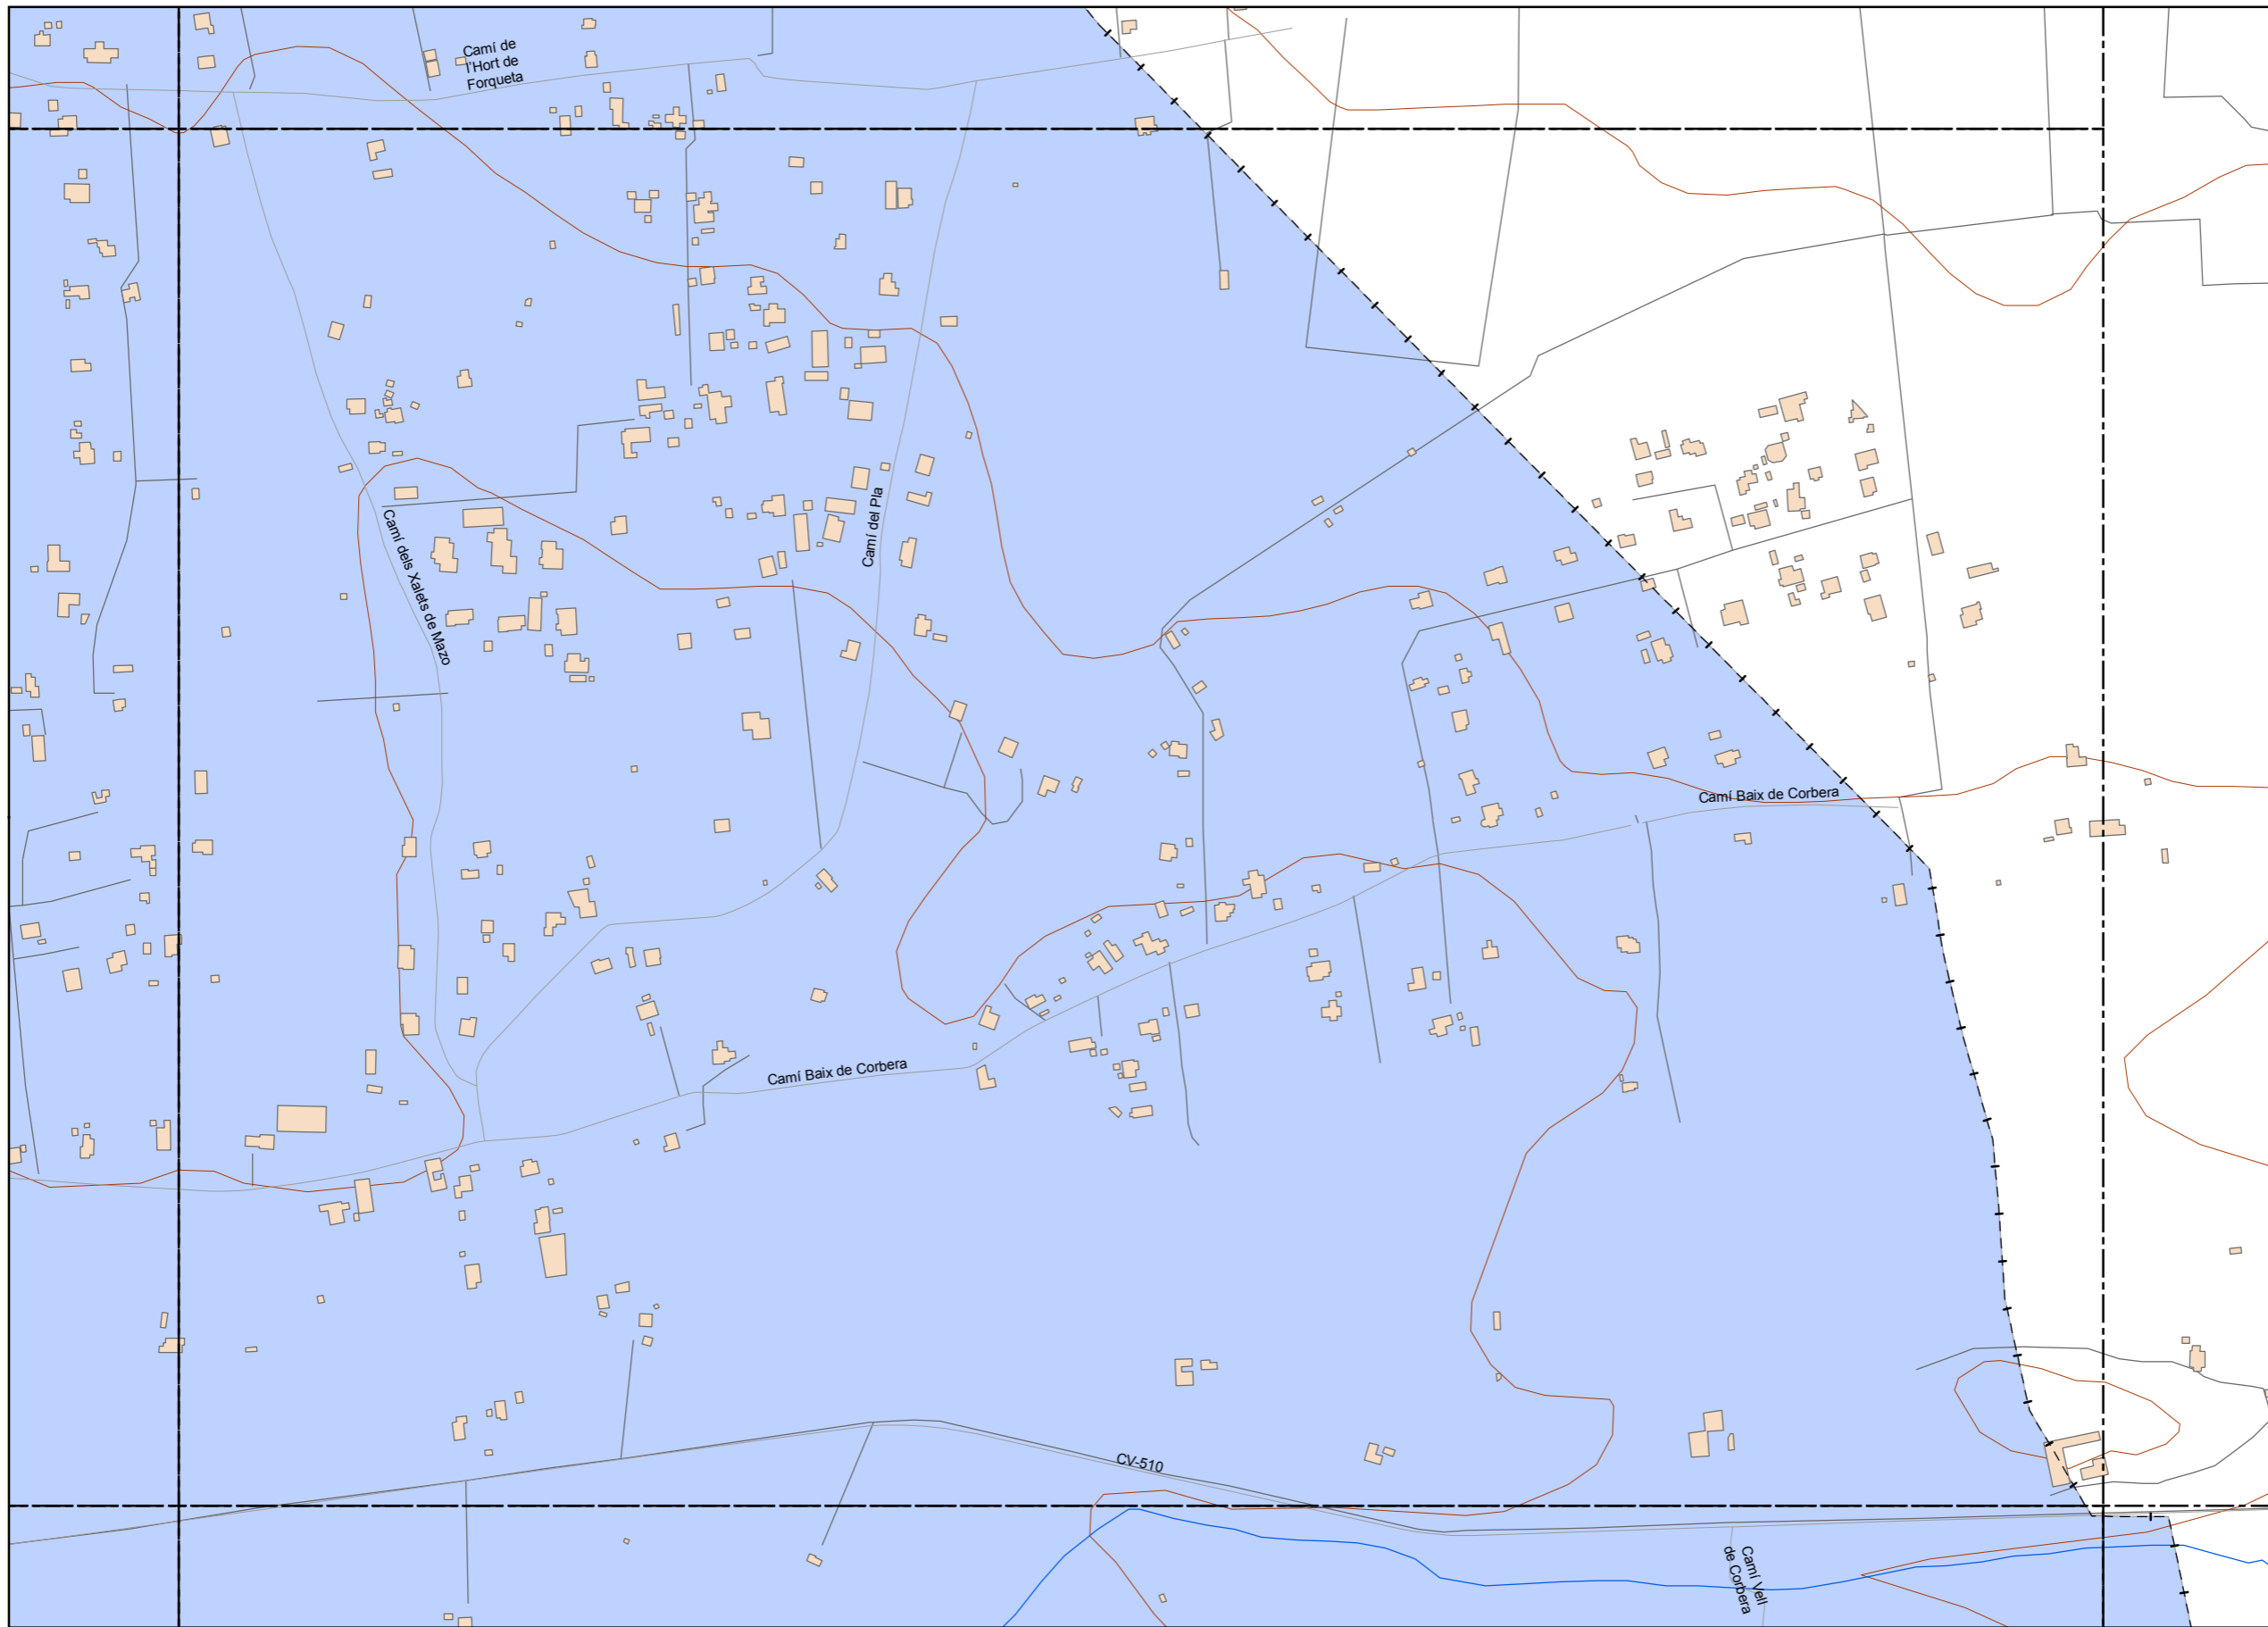 Camí de
l'Hort de
Forqueta
Camí del Pla
Camí dels Xalets de Mazo
Camí Baix de Corbera
Camí Baix de Corbera
CV-510
Camí Vell
de Corbera